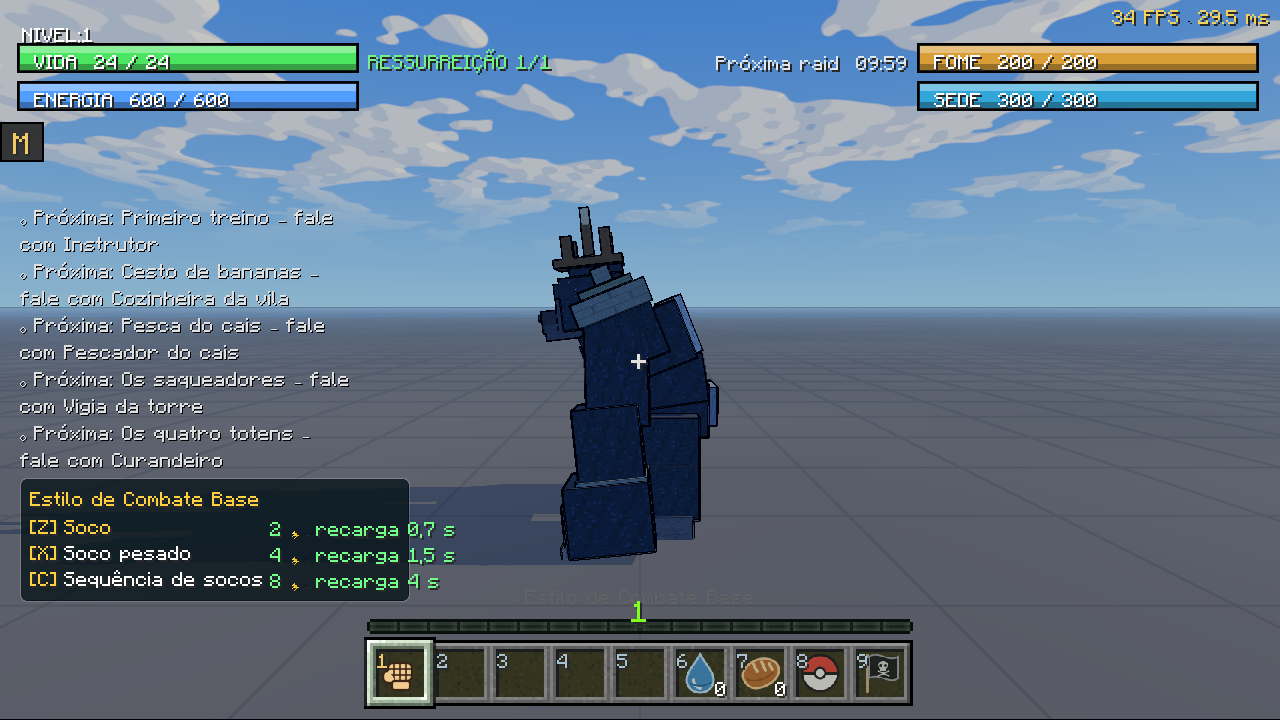 34 FPS · 29.5 ms
NIVEL:1
VIDA 24 / 24
RESSURREIÇÃO 1/1
Próxima raid 09:59
FOME 200 / 200
ENERGIA 600 / 600
SEDE 300 / 300
M
Próxima: Primeiro treino - fale
com Instrutor
Próxima: Cesto de bananas -
fale com Cozinheira da vila
Próxima: Pesca do cais - fale
com Pescador do cais
Próxima: Os saqueadores - fale
com Vigia da torre
Próxima: Os quatro totens -
fale com Curandeiro
Estilo de Combate Base
[Z] Soco 2 recarga 0,7 s
[X] Soco pesado 4 recarga 1,5 s
[C] Sequência de socos 8 recarga 4 s
Estilo de Combate Base
1
1 2 3 4 5 6 0 7 0 8 9